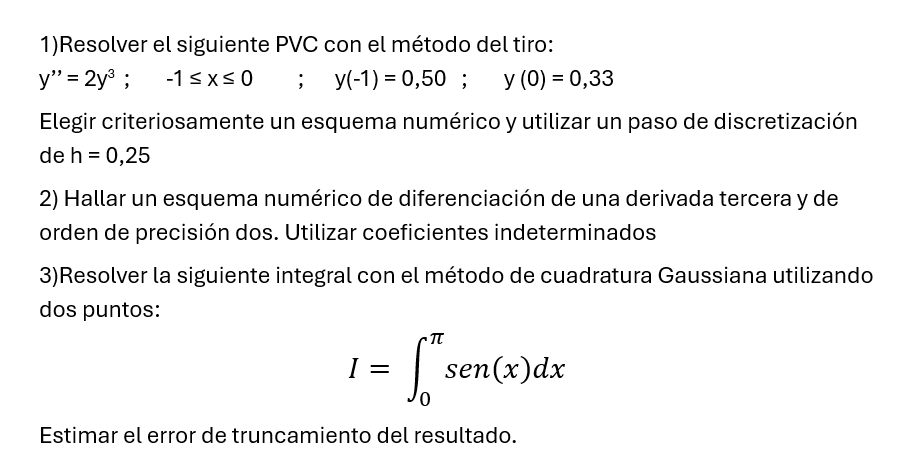 1)Resolver el siguiente PVC con el método del tiro:
y’’ = 2y³ ; -1 ≤ x ≤ 0 ; y(-1) = 0,50 ; y (0) = 0,33
Elegir criteriosamente un esquema numérico y utilizar un paso de discretización
de h = 0,25
2) Hallar un esquema numérico de diferenciación de una derivada tercera y de
orden de precisión dos. Utilizar coeficientes indeterminados
3)Resolver la siguiente integral con el método de cuadratura Gaussiana utilizando
dos puntos:
I = ∫₀^π sen(x)dx
Estimar el error de truncamiento del resultado.